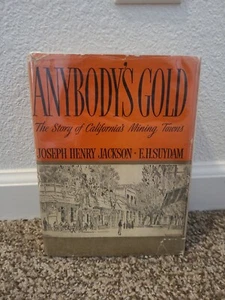 ANYBODY'S GOLD
The Story of California's Mining Towns
JOSEPH HENRY JACKSON · E.H.SUYDAM